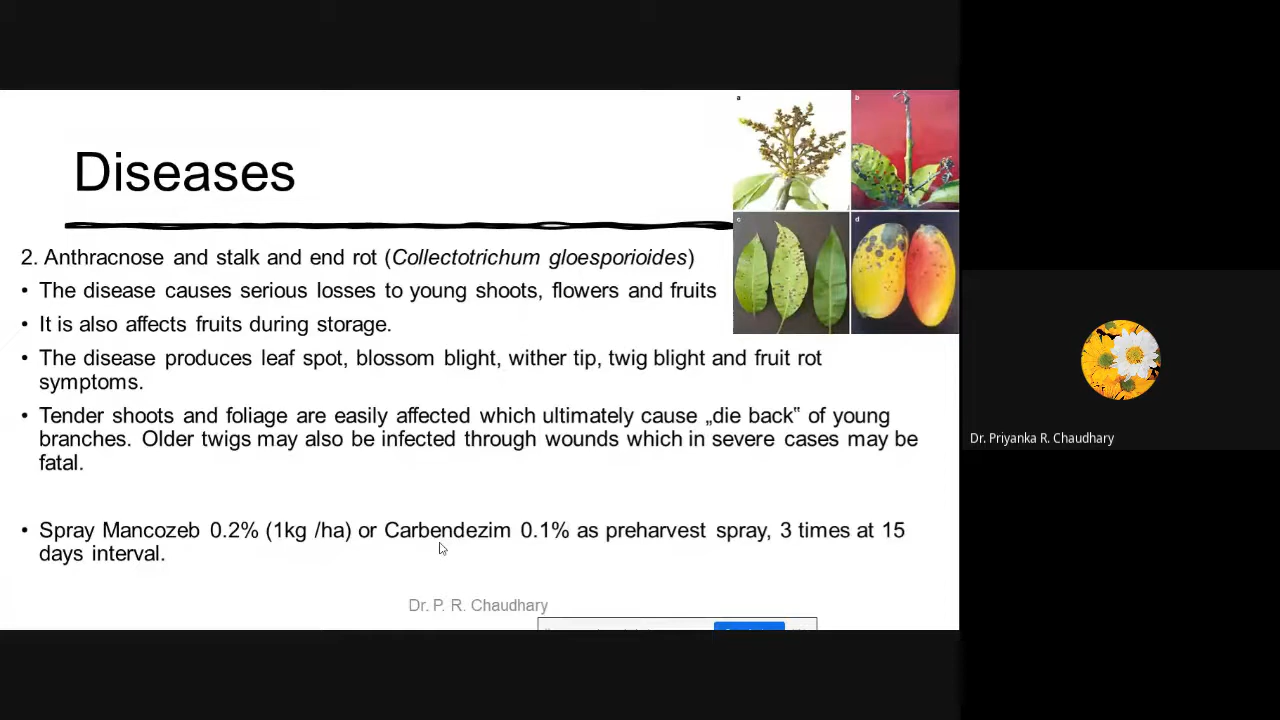 Diseases
a
b
c
d
2. Anthracnose and stalk and end rot (Collectotrichum gloesporioides)
• The disease causes serious losses to young shoots, flowers and fruits
• It is also affects fruits during storage.
• The disease produces leaf spot, blossom blight, wither tip, twig blight and fruit rot
symptoms.
• Tender shoots and foliage are easily affected which ultimately cause „die back‟ of young
branches. Older twigs may also be infected through wounds which in severe cases may be
fatal.
• Spray Mancozeb 0.2% (1kg /ha) or Carbendezim 0.1% as preharvest spray, 3 times at 15
days interval.
Dr. P. R. Chaudhary
Dr. Priyanka R. Chaudhary